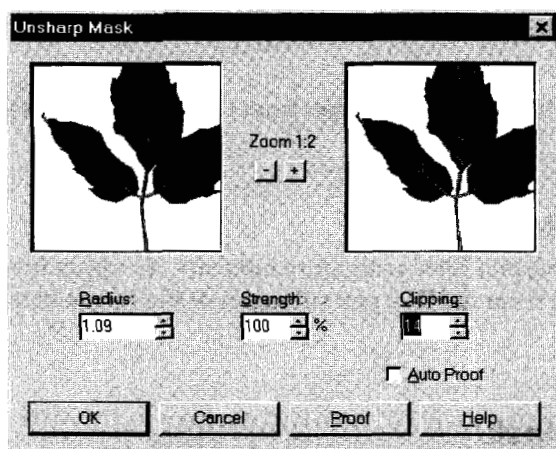 Unsharp Mask
Zoom 1:2
- +
Radius: Strength: Clipping:
1.09 100 % 14
Auto Proof
OK Cancel Proof Help